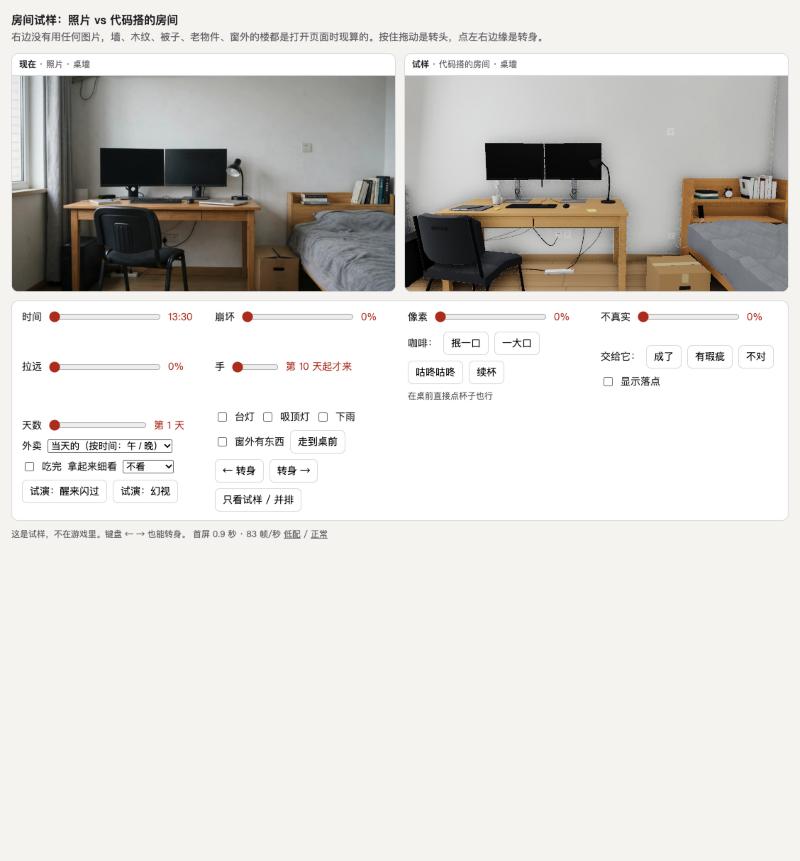 房间试样：照片 vs 代码搭的房间
右边没有用任何图片，墙、木纹、被子、老物件、窗外的楼都是打开页面时现算的。按住拖动是转头，点左右边缘是转身。
现在 · 照片 · 桌墙
试样 · 代码搭的房间 · 桌墙
时间 13:30
崩坏 0%
像素 0%
不真实 0%
咖啡： 抿一口 一大口
咕咚咕咚 续杯
在桌前直接点杯子也行
交给它： 成了 有瑕疵 不对
显示落点
拉远 0%
手 第 10 天起才来
天数 第 1 天
外卖 当天的（按时间：午 / 晚）
吃完 拿起来细看 不看
试演：醒来闪过 试演：幻视
台灯 吸顶灯 下雨
窗外有东西 走到桌前
← 转身 转身 →
只看试样 / 并排
这是试样，不在游戏里。键盘 ← → 也能转身。 首屏 0.9 秒 · 83 帧/秒 低配 / 正常